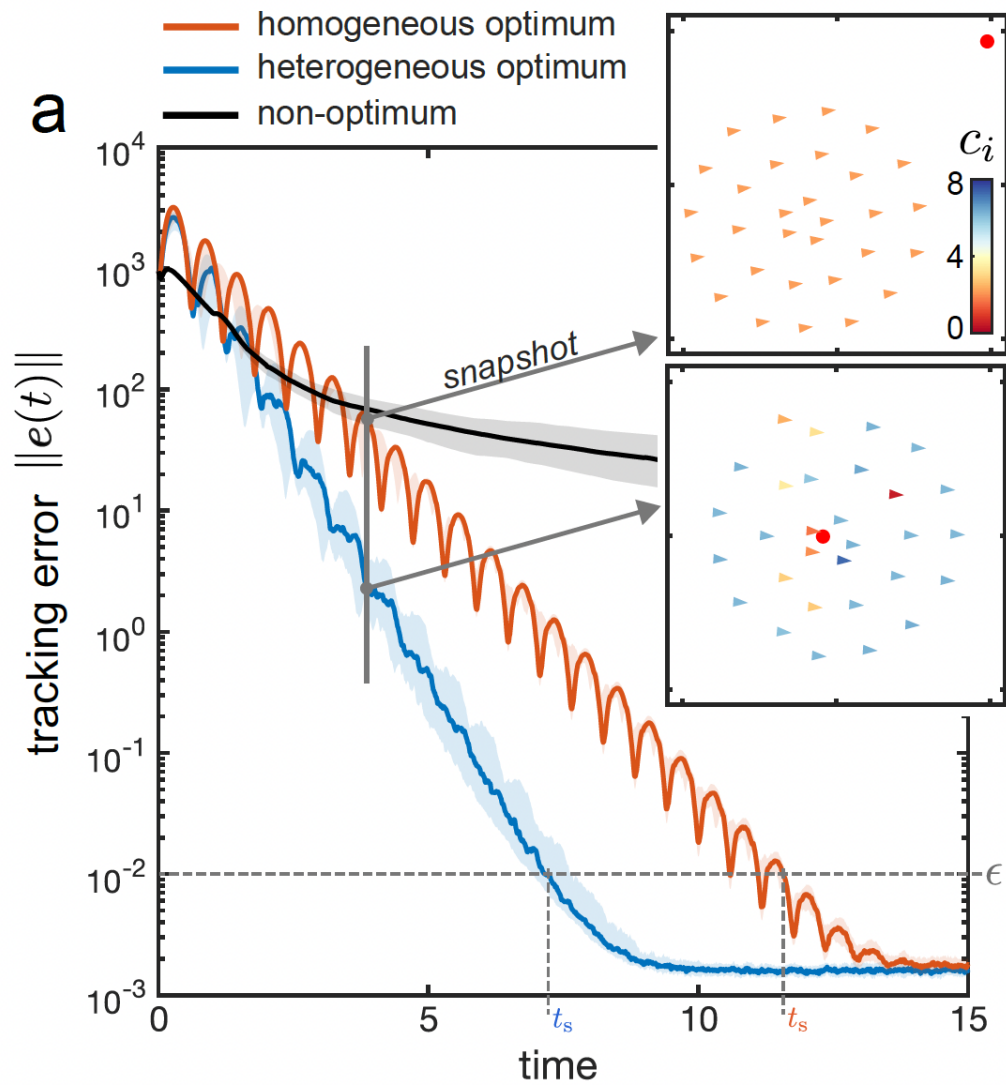 homogeneous optimum
heterogeneous optimum
non-optimum
a
10^4
10^3
10^2
10^1
10^0
10^-1
10^-2
10^-3
tracking error ||e(t)||
snapshot
c_i
8
4
0
ϵ
0
5
10
15
t_s
t_s
time